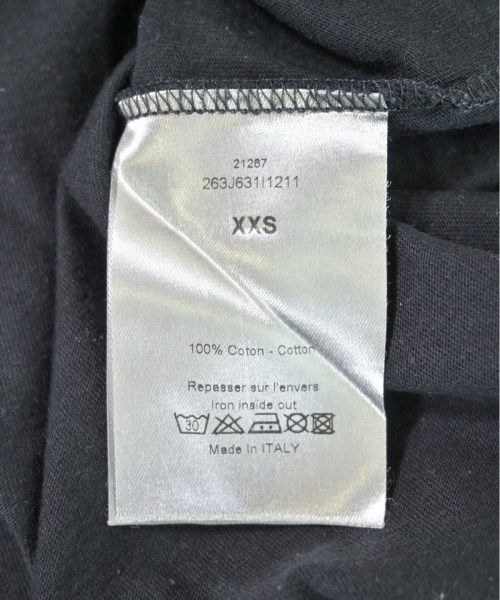 21267
263J631I1211
XXS
100% Coton - Cotton
Repasser sur l'envers
Iron inside out
30
Made In ITALY